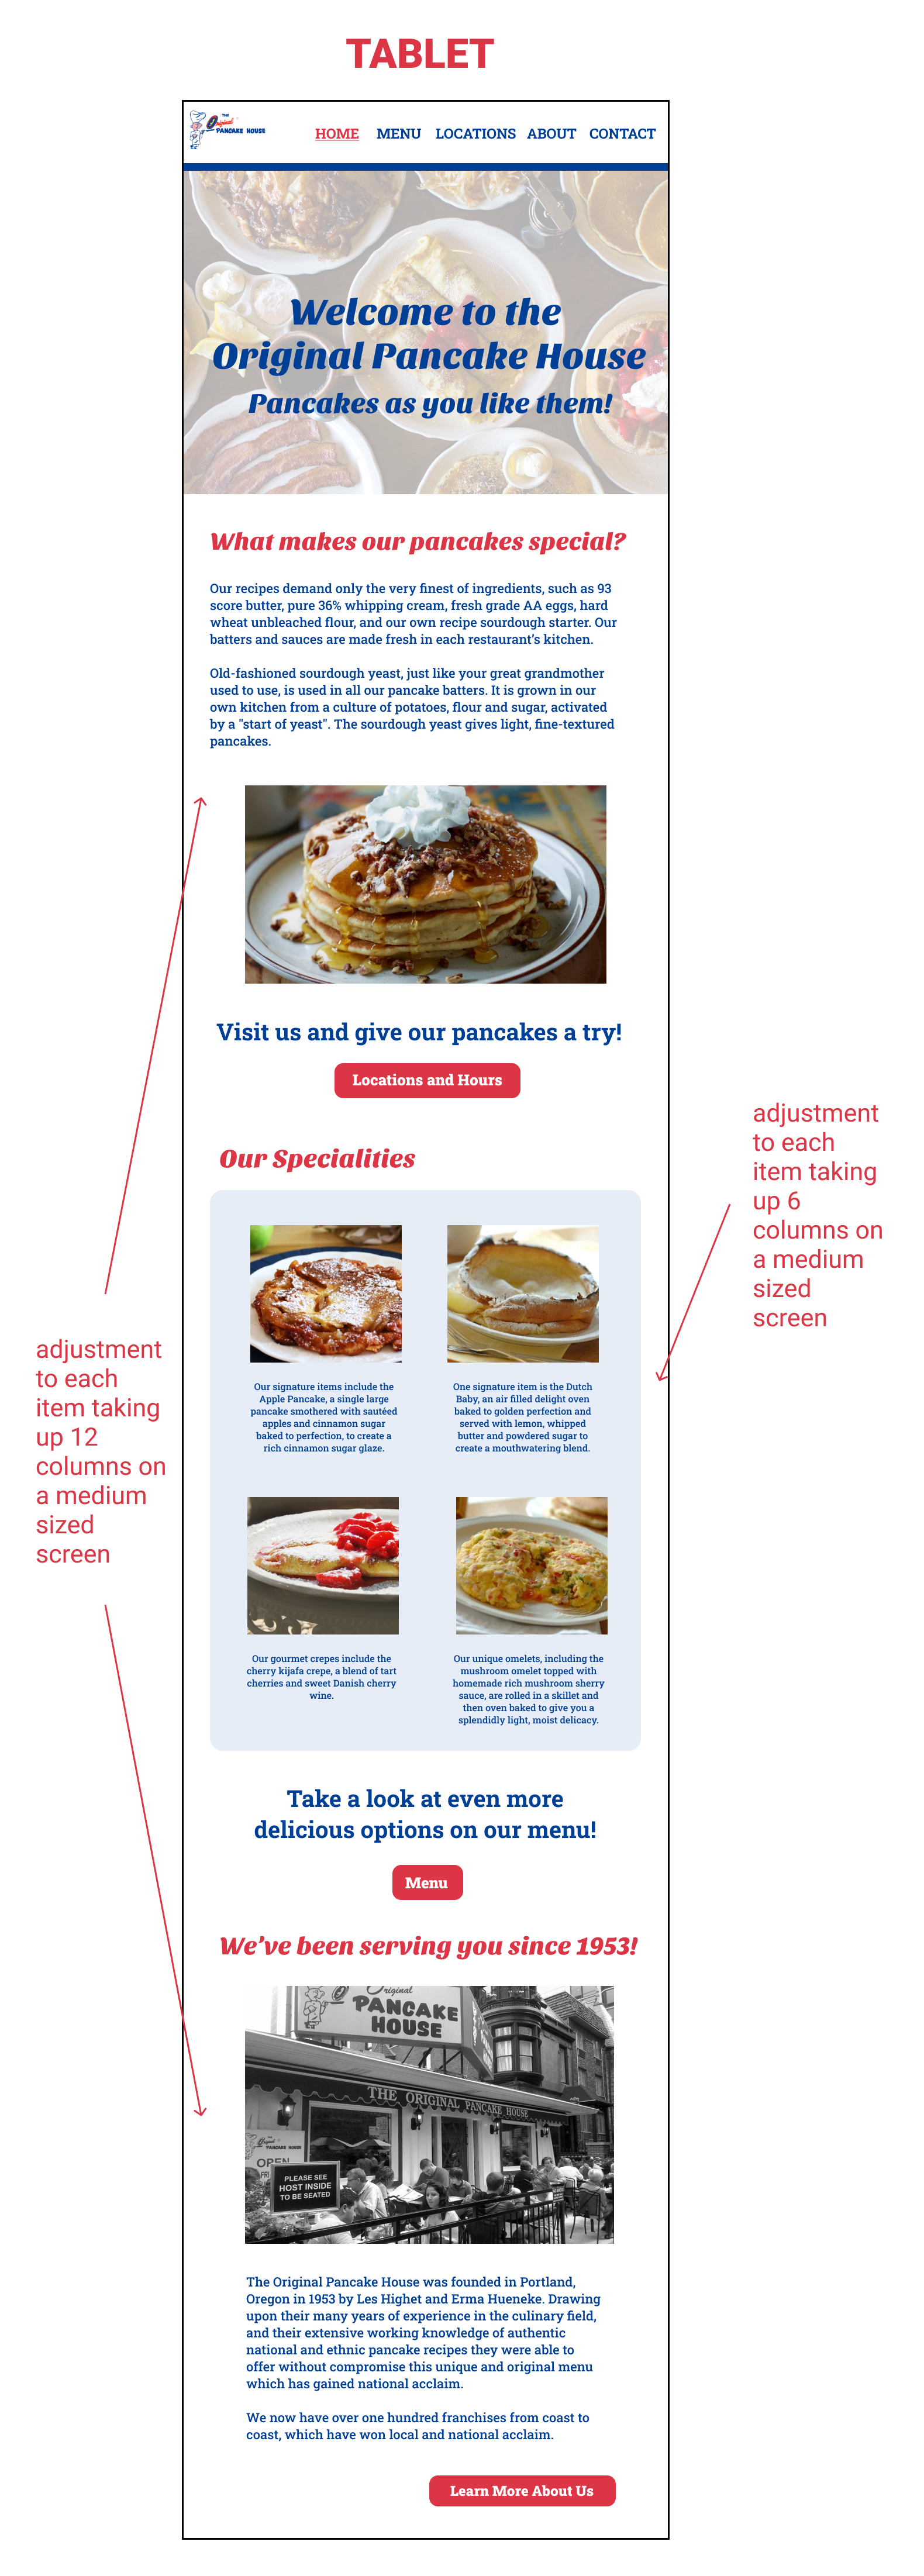 TABLET
THE
Original
PANCAKE HOUSE
HOME MENU LOCATIONS ABOUT CONTACT
Welcome to the
Original Pancake House
Pancakes as you like them!
What makes our pancakes special?
Our recipes demand only the very finest of ingredients, such as 93
score butter, pure 36% whipping cream, fresh grade AA eggs, hard
wheat unbleached flour, and our own recipe sourdough starter. Our
batters and sauces are made fresh in each restaurant’s kitchen.
Old-fashioned sourdough yeast, just like your great grandmother
used to use, is used in all our pancake batters. It is grown in our
own kitchen from a culture of potatoes, flour and sugar, activated
by a "start of yeast". The sourdough yeast gives light, fine-textured
pancakes.
Visit us and give our pancakes a try!
Locations and Hours
adjustment
to each
item taking
up 6
columns on
a medium
sized
screen
Our Specialities
Our signature items include the
Apple Pancake, a single large
pancake smothered with sautéed
apples and cinnamon sugar
baked to perfection, to create a
rich cinnamon sugar glaze.
One signature item is the Dutch
Baby, an air filled delight oven
baked to golden perfection and
served with lemon, whipped
butter and powdered sugar to
create a mouthwatering blend.
adjustment
to each
item taking
up 12
columns on
a medium
sized
screen
Our gourmet crepes include the
cherry kijafa crepe, a blend of tart
cherries and sweet Danish cherry
wine.
Our unique omelets, including the
mushroom omelet topped with
homemade rich mushroom sherry
sauce, are rolled in a skillet and
then oven baked to give you a
splendidly light, moist delicacy.
Take a look at even more
delicious options on our menu!
Menu
We’ve been serving you since 1953!
Original
PANCAKE
HOUSE
THE ORIGINAL PANCAKE HOUSE
Original
PANCAKE HOUSE
OPEN
PLEASE SEE
HOST INSIDE
TO BE SEATED
The Original Pancake House was founded in Portland,
Oregon in 1953 by Les Highet and Erma Hueneke. Drawing
upon their many years of experience in the culinary field,
and their extensive working knowledge of authentic
national and ethnic pancake recipes they were able to
offer without compromise this unique and original menu
which has gained national acclaim.
We now have over one hundred franchises from coast to
coast, which have won local and national acclaim.
Learn More About Us